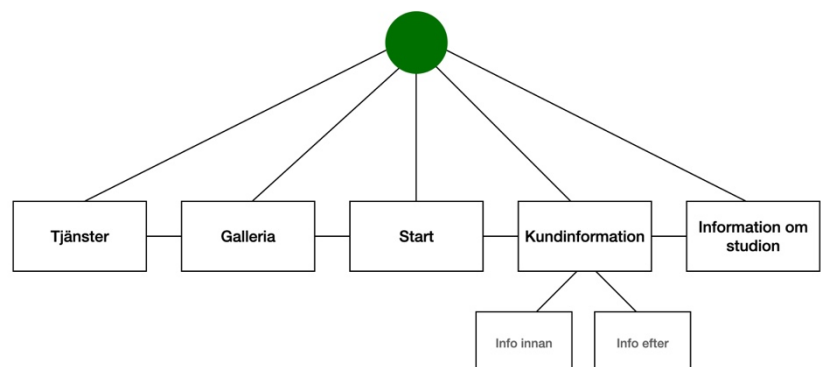 Tjänster
Galleria
Start
Kundinformation
Information om
studion
Info innan
Info efter